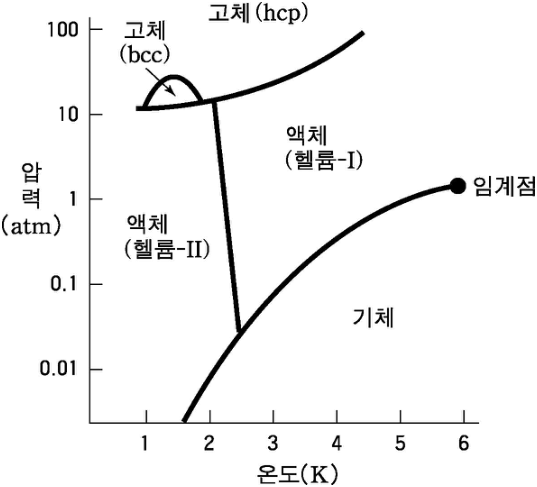 고체(hcp)
고체
(bcc)
100
10
1
0.1
0.01
압
력
(atm)
액체
(헬륨-I)
임계점
액체
(헬륨-II)
기체
1
2
3
4
5
6
온도(K)